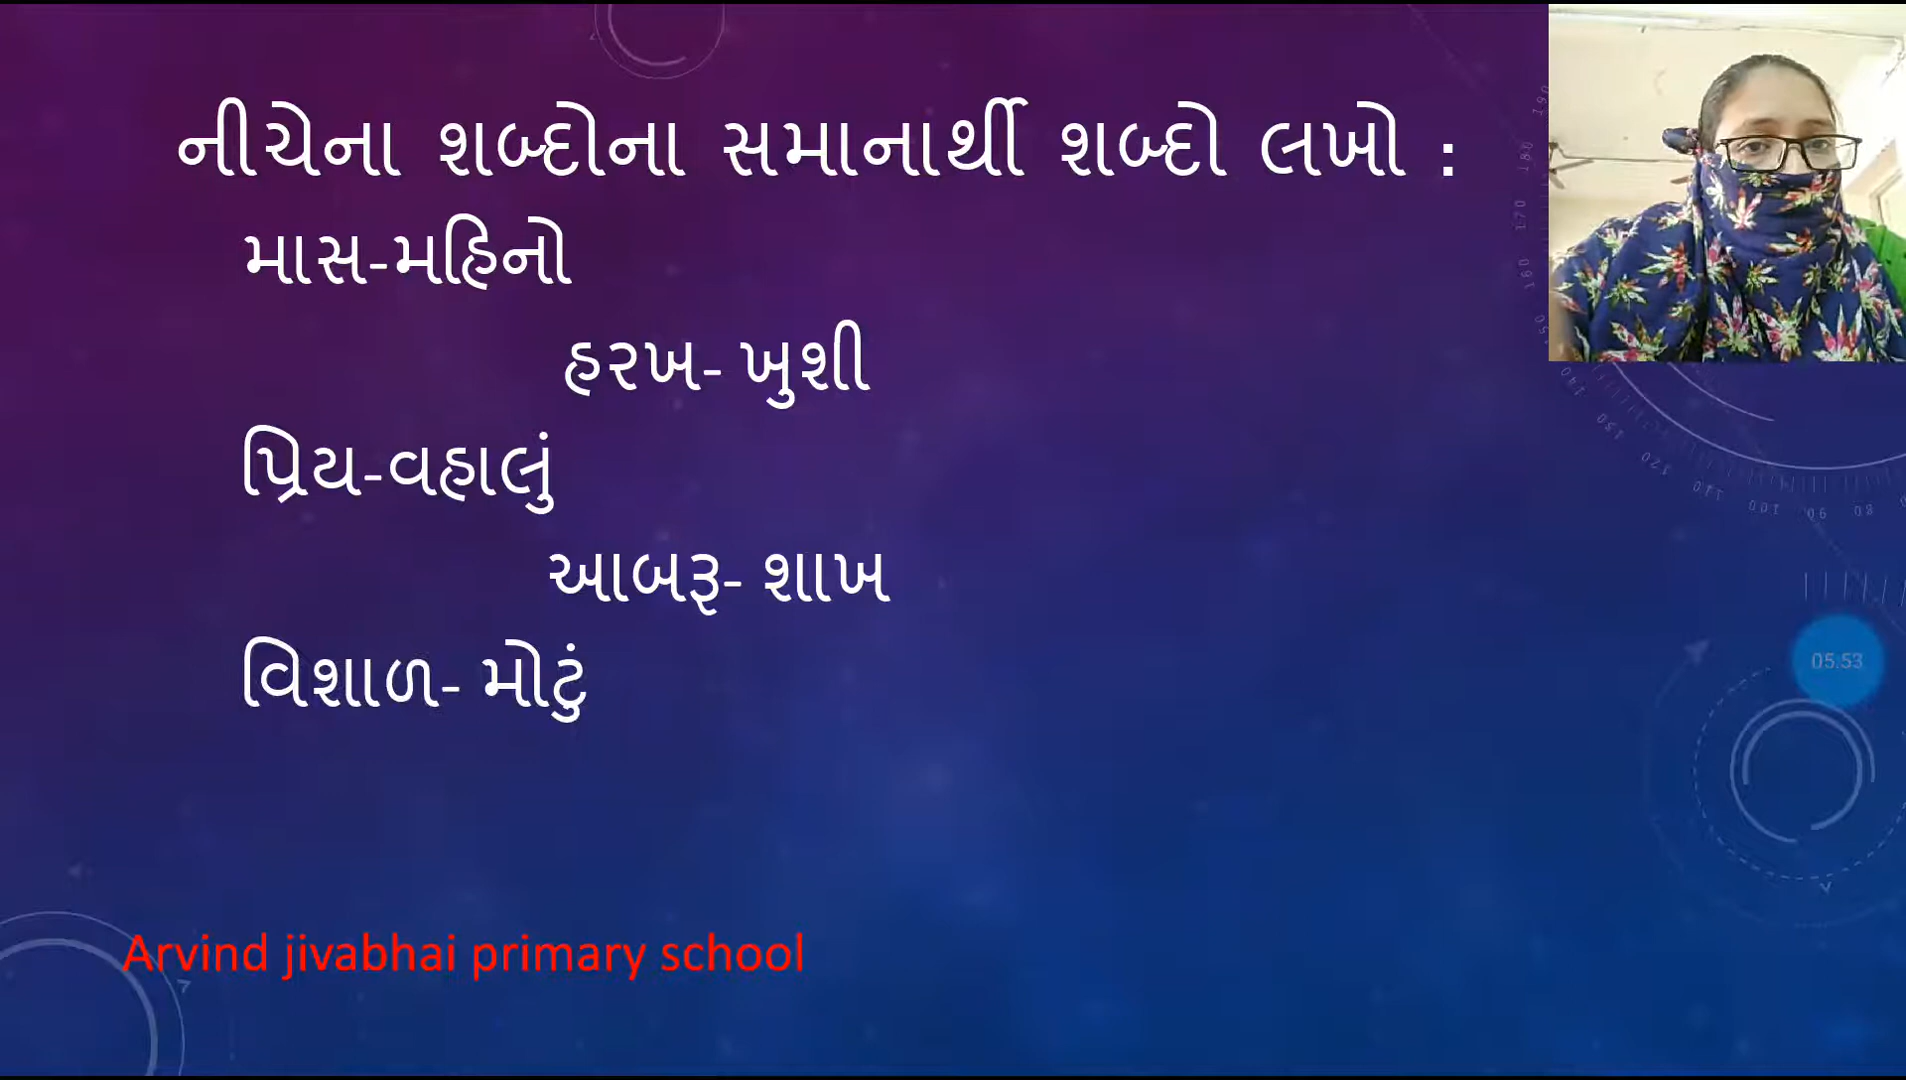 નીચેના શબ્દોના સમાનાર્થી શબ્દો લખો :
માસ-મહિનો
હરખ- ખુશી
પ્રિય-વહાલું
આબરૂ- શાખ
વિશાળ- મોટું
05:53
Arvind jivabhai primary school